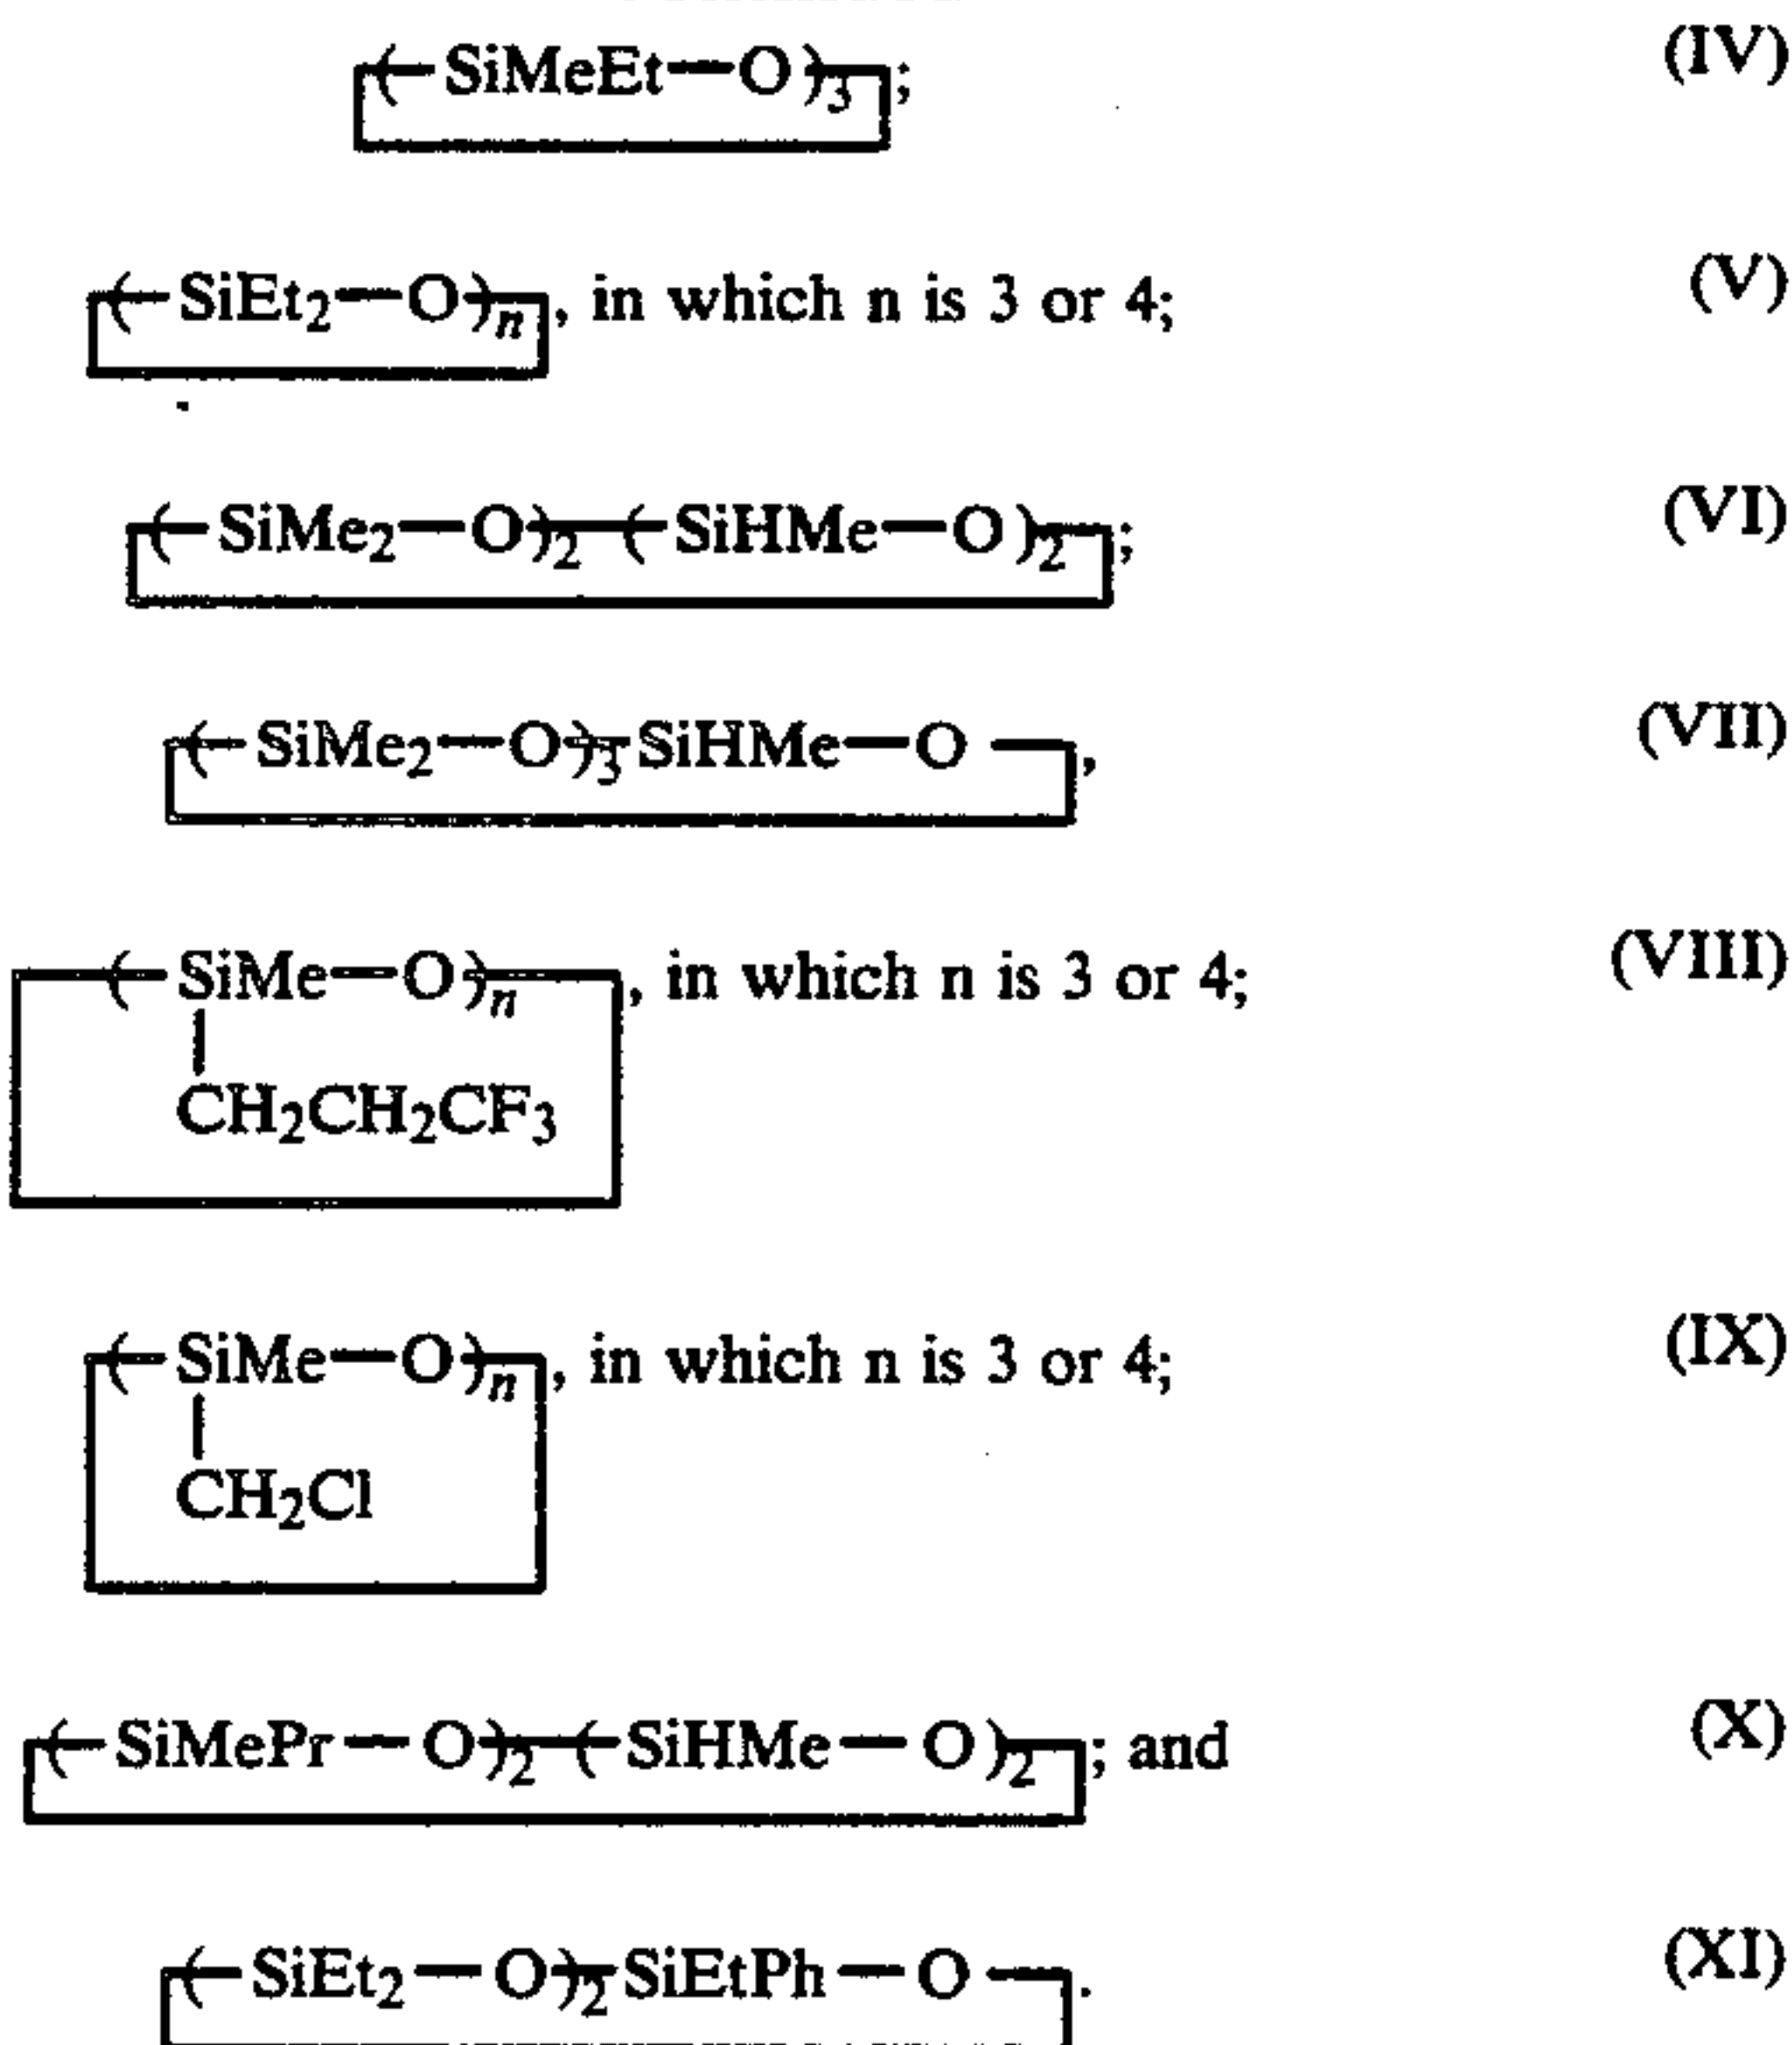 (SiMeEt—O)3; (IV)
(SiEt2—O)n, in which n is 3 or 4; (V)
(SiMe2—O)2(SiHMe—O)2; (VI)
(SiMe2—O)3SiHMe—O, (VII)
(SiMe—O)n, in which n is 3 or 4; (VIII)
CH2CH2CF3
(SiMe—O)n, in which n is 3 or 4; (IX)
CH2Cl
(SiMePr—O)2(SiHMe—O)2; and (X)
(SiEt2—O)2SiEtPh—O. (XI)